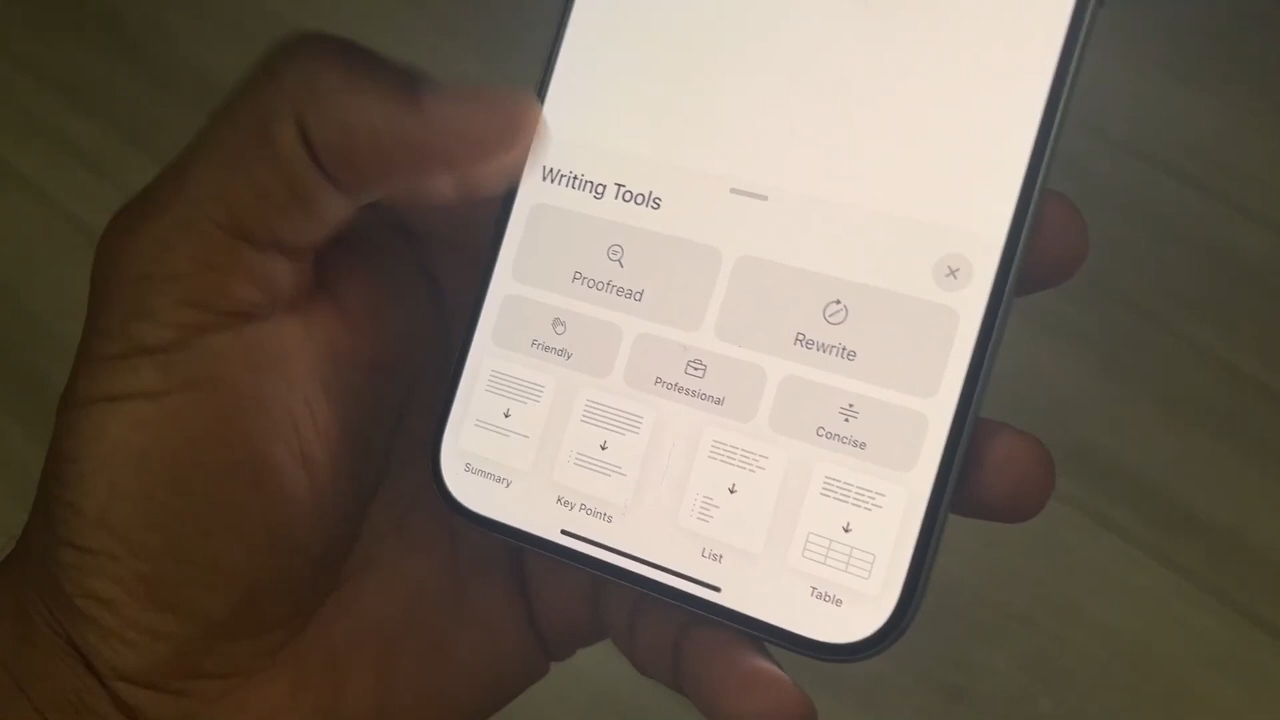 Writing Tools
Proofread
Rewrite
Friendly
Professional
Concise
Summary
Key Points
List
Table